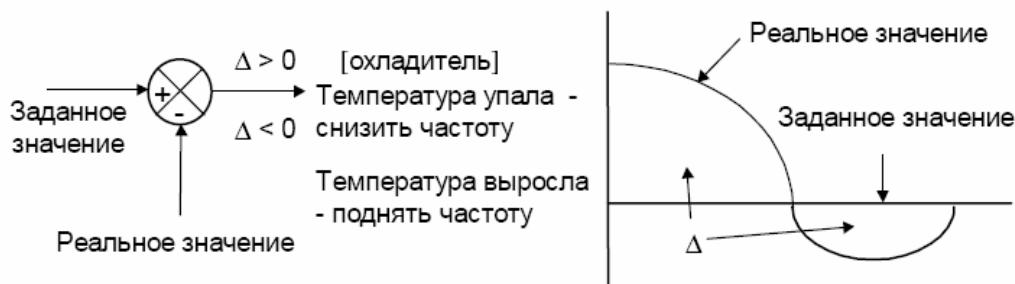 Δ > 0 [охладитель]
Температура упала -
снизить частоту
Δ < 0
Температура выросла
- поднять частоту
+
-
Заданное
значение
Реальное значение
Реальное значение
Заданное значение
Δ